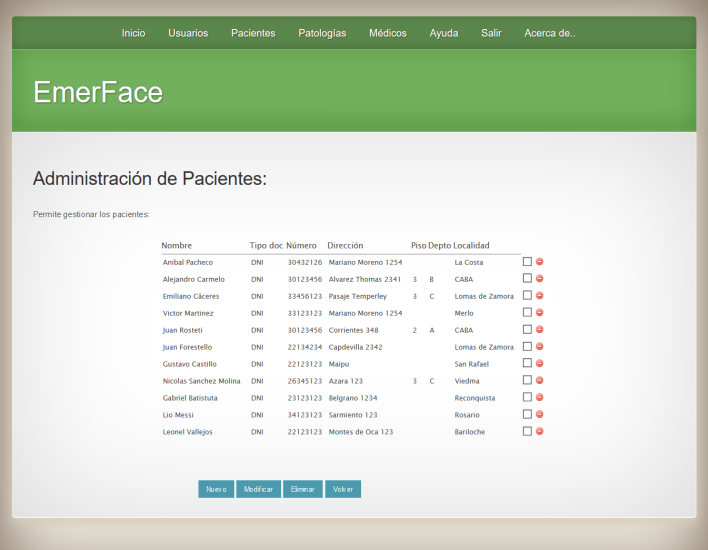 Inicio Usuarios Pacientes Patologías Médicos Ayuda Salir Acerca de..
EmerFace
Administración de Pacientes:
Permite gestionar los pacientes:
Nombre Tipo doc Número Dirección Piso Depto Localidad
Anibal Pacheco DNI 30432126 Mariano Moreno 1254 La Costa
Alejandro Carmelo DNI 30123456 Alvarez Thomas 2341 3 B CABA
Emiliano Cáceres DNI 33456123 Pasaje Temperley 3 C Lomas de Zamora
Victor Martinez DNI 33123123 Mariano Moreno 1254 Merlo
Juan Rosteti DNI 30123456 Corrientes 348 2 A CABA
Juan Forestello DNI 22134234 Capdevilla 2342 Lomas de Zamora
Gustavo Castillo DNI 22123123 Maipu San Rafael
Nicolas Sanchez Molina DNI 26345123 Azara 123 3 C Viedma
Gabriel Batistuta DNI 23123123 Belgrano 1234 Reconquista
Lio Messi DNI 34123123 Sarmiento 123 Rosario
Leonel Vallejos DNI 22123123 Montes de Oca 123 Bariloche
Nuevo Modificar Eliminar Volver